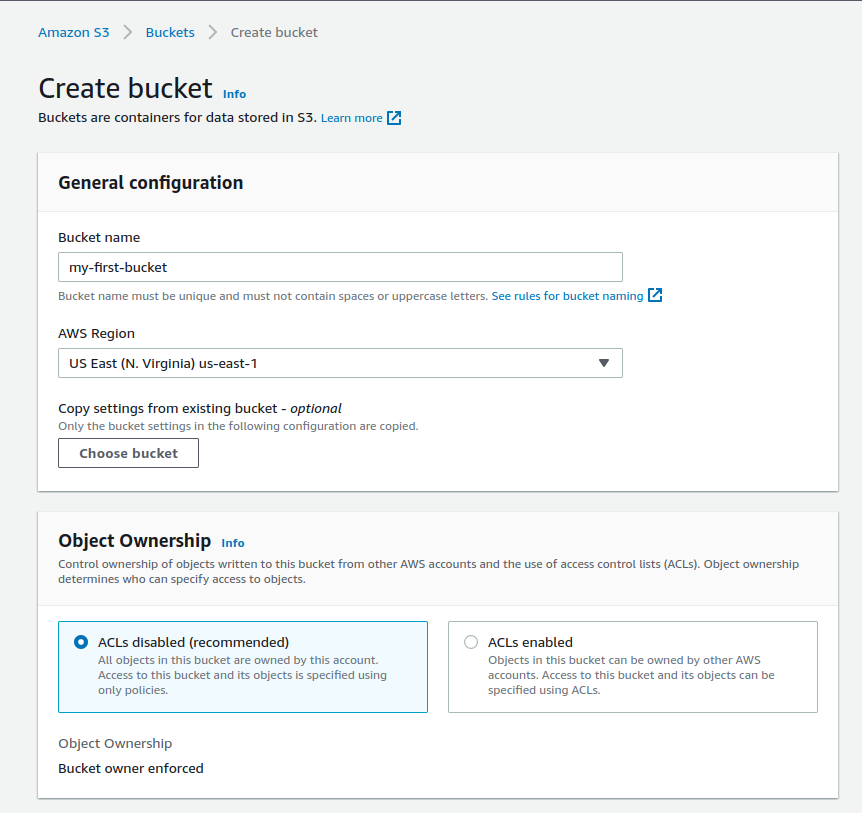 Amazon S3 > Buckets > Create bucket
Create bucket Info
Buckets are containers for data stored in S3. Learn more
General configuration
Bucket name
my-first-bucket
Bucket name must be unique and must not contain spaces or uppercase letters. See rules for bucket naming
AWS Region
US East (N. Virginia) us-east-1
Copy settings from existing bucket - optional
Only the bucket settings in the following configuration are copied.
Choose bucket
Object Ownership Info
Control ownership of objects written to this bucket from other AWS accounts and the use of access control lists (ACLs). Object ownership
determines who can specify access to objects.
ACLs disabled (recommended)
All objects in this bucket are owned by this account.
Access to this bucket and its objects is specified using
only policies.
ACLs enabled
Objects in this bucket can be owned by other AWS
accounts. Access to this bucket and its objects can be
specified using ACLs.
Object Ownership
Bucket owner enforced